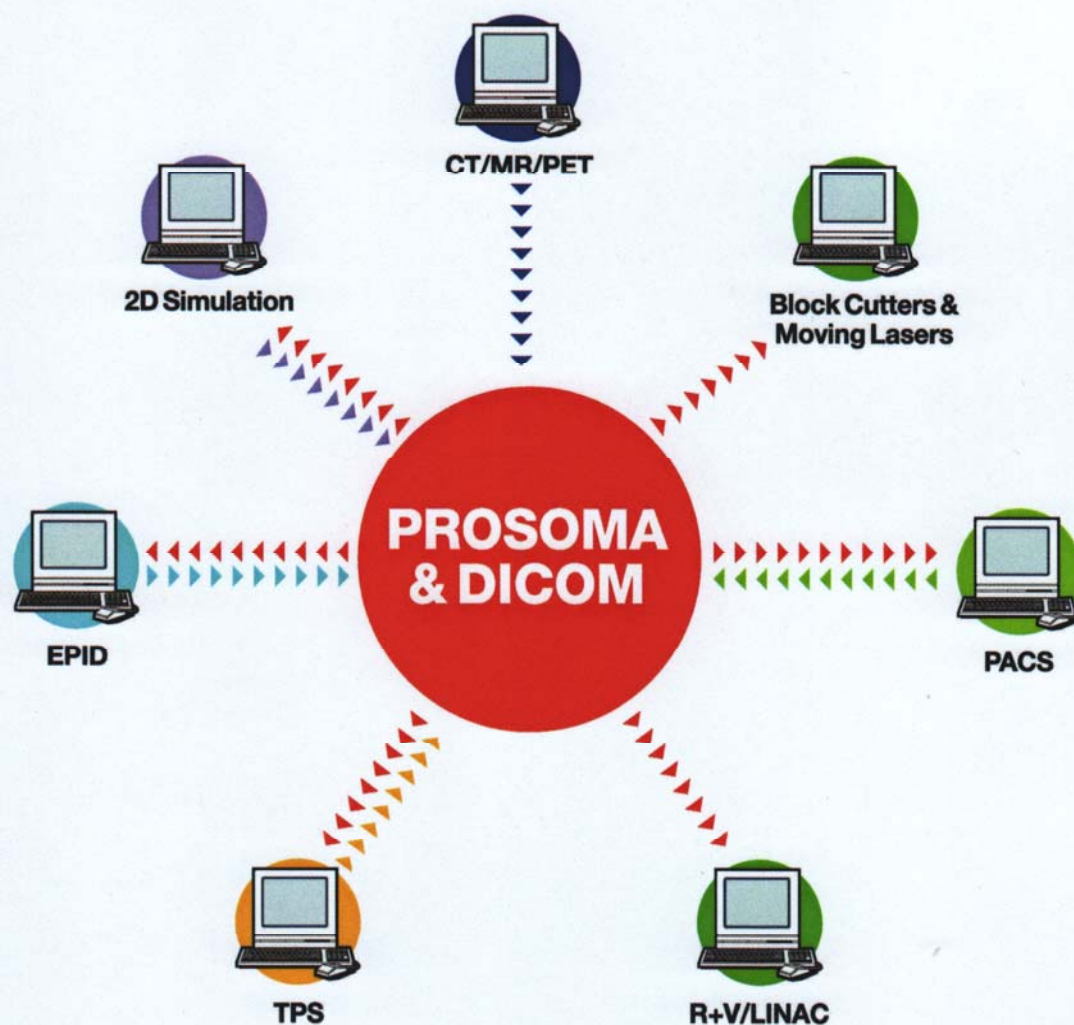 CT/MR/PET
2D Simulation
Block Cutters &
Moving Lasers
PROSOMA
& DICOM
EPID
PACS
TPS
R+V/LINAC